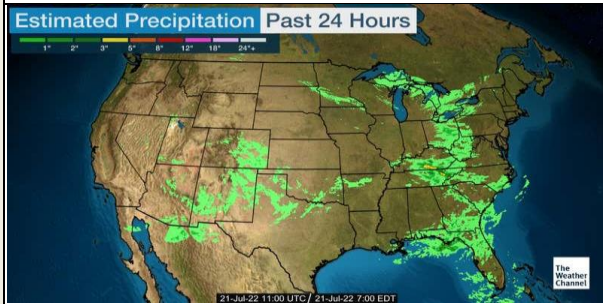 Estimated Precipitation Past 24 Hours
1" 2" 3" 5" 8" 12" 18" 24"+
The
Weather
Channel
21-Jul-22 11:00 UTC / 21-Jul-22 7:00 EDT